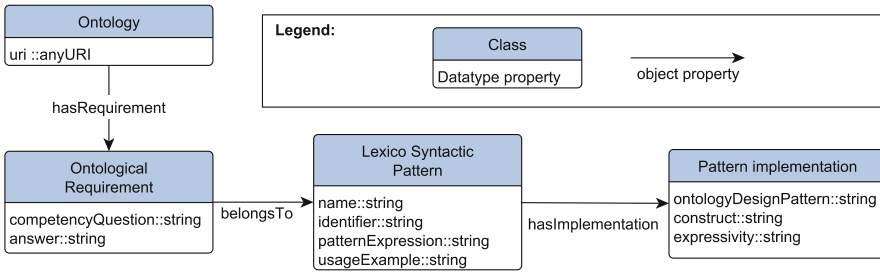 Ontology
uri ::anyURI
Legend:
Class
Datatype property
object property
hasRequirement
Ontological
Requirement
competencyQuestion::string
answer::string
belongsTo
Lexico Syntactic
Pattern
name::string
identifier::string
patternExpression::string
usageExample::string
hasImplementation
Pattern implementation
ontologyDesignPattern::string
construct::string
expressivity::string